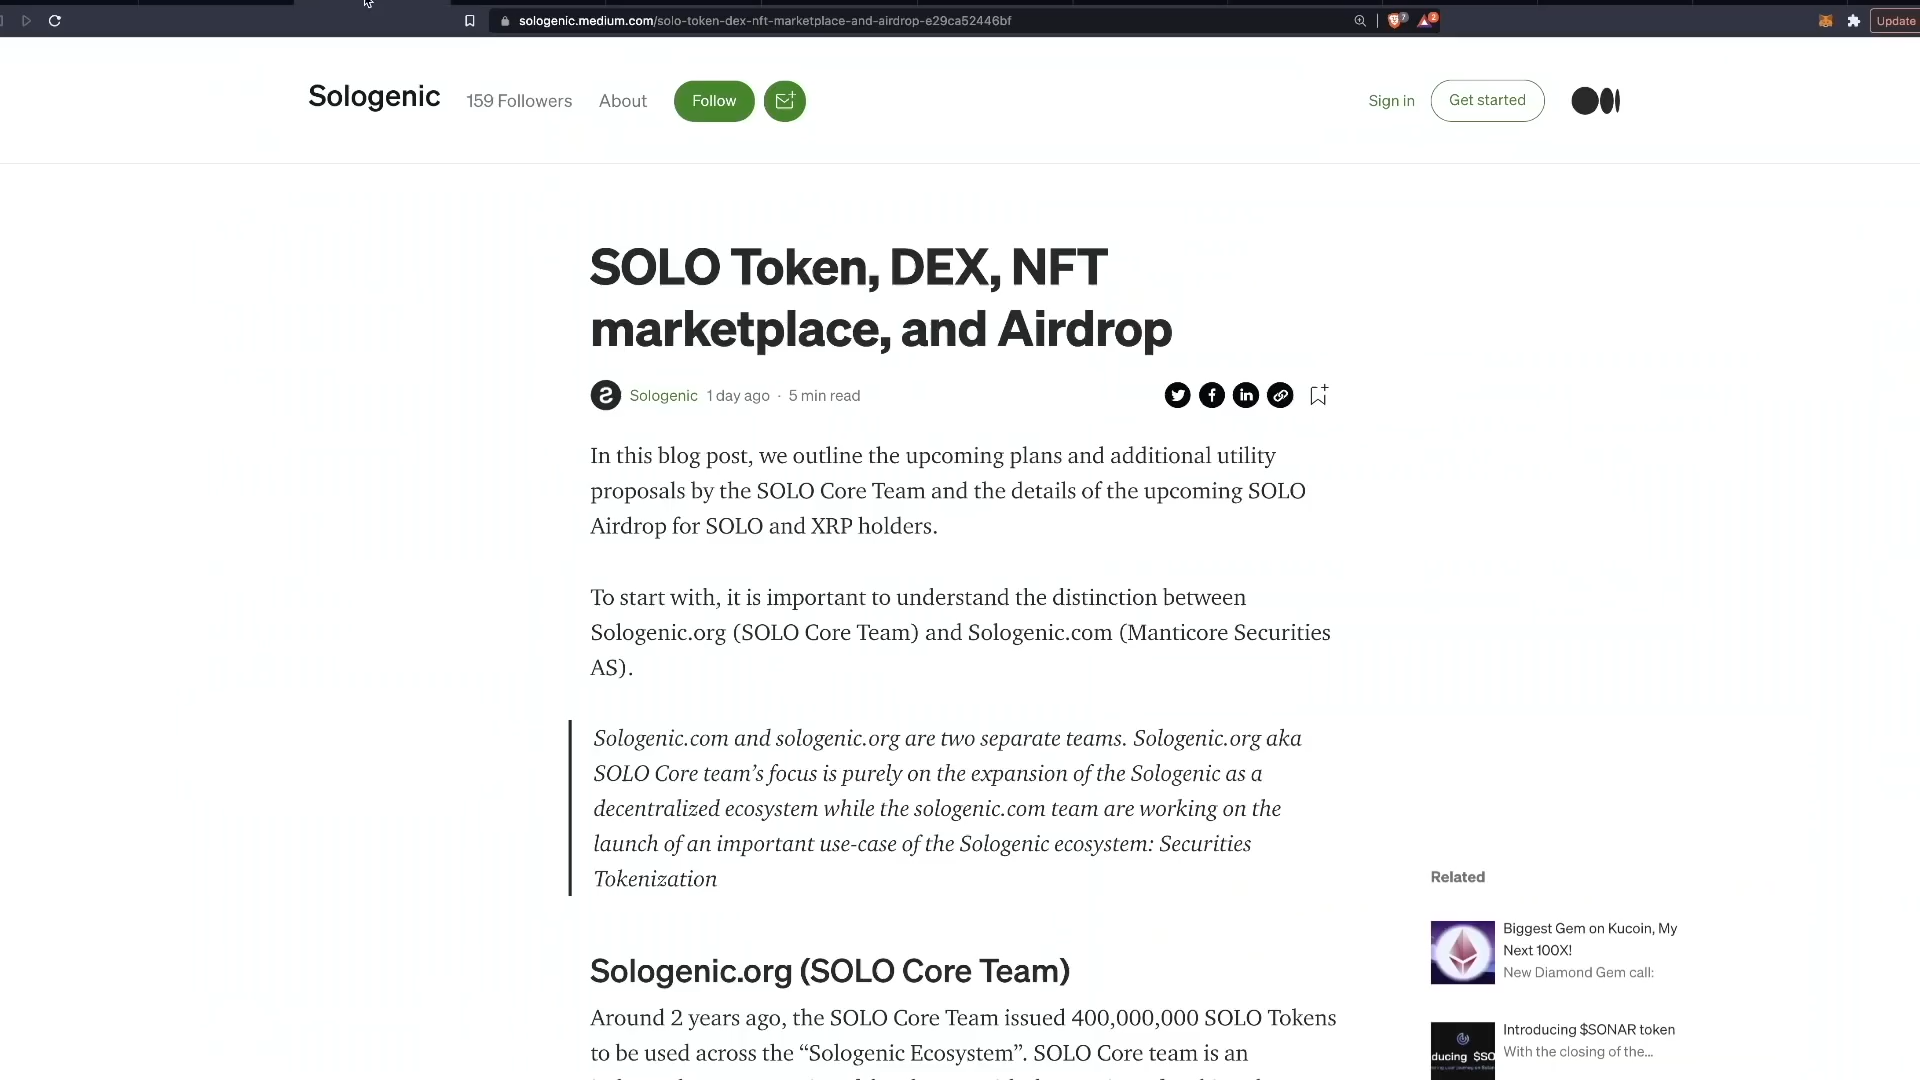 sologenic.medium.com/solo-token-dex-nft-marketplace-and-airdrop-e29ca52446bf
7
2
Update
Sologenic
159 Followers
About
Follow
Sign in
Get started
SOLO Token, DEX, NFT
marketplace, and Airdrop
Sologenic 1 day ago · 5 min read
In this blog post, we outline the upcoming plans and additional utility
proposals by the SOLO Core Team and the details of the upcoming SOLO
Airdrop for SOLO and XRP holders.
To start with, it is important to understand the distinction between
Sologenic.org (SOLO Core Team) and Sologenic.com (Manticore Securities
AS).
Sologenic.com and sologenic.org are two separate teams. Sologenic.org aka
SOLO Core team’s focus is purely on the expansion of the Sologenic as a
decentralized ecosystem while the sologenic.com team are working on the
launch of an important use-case of the Sologenic ecosystem: Securities
Tokenization
Sologenic.org (SOLO Core Team)
Around 2 years ago, the SOLO Core Team issued 400,000,000 SOLO Tokens
to be used across the “Sologenic Ecosystem”. SOLO Core team is an
Related
Biggest Gem on Kucoin, My
Next 100X!
New Diamond Gem call:
Introducing $SONAR token
With the closing of the...
ducing $SO